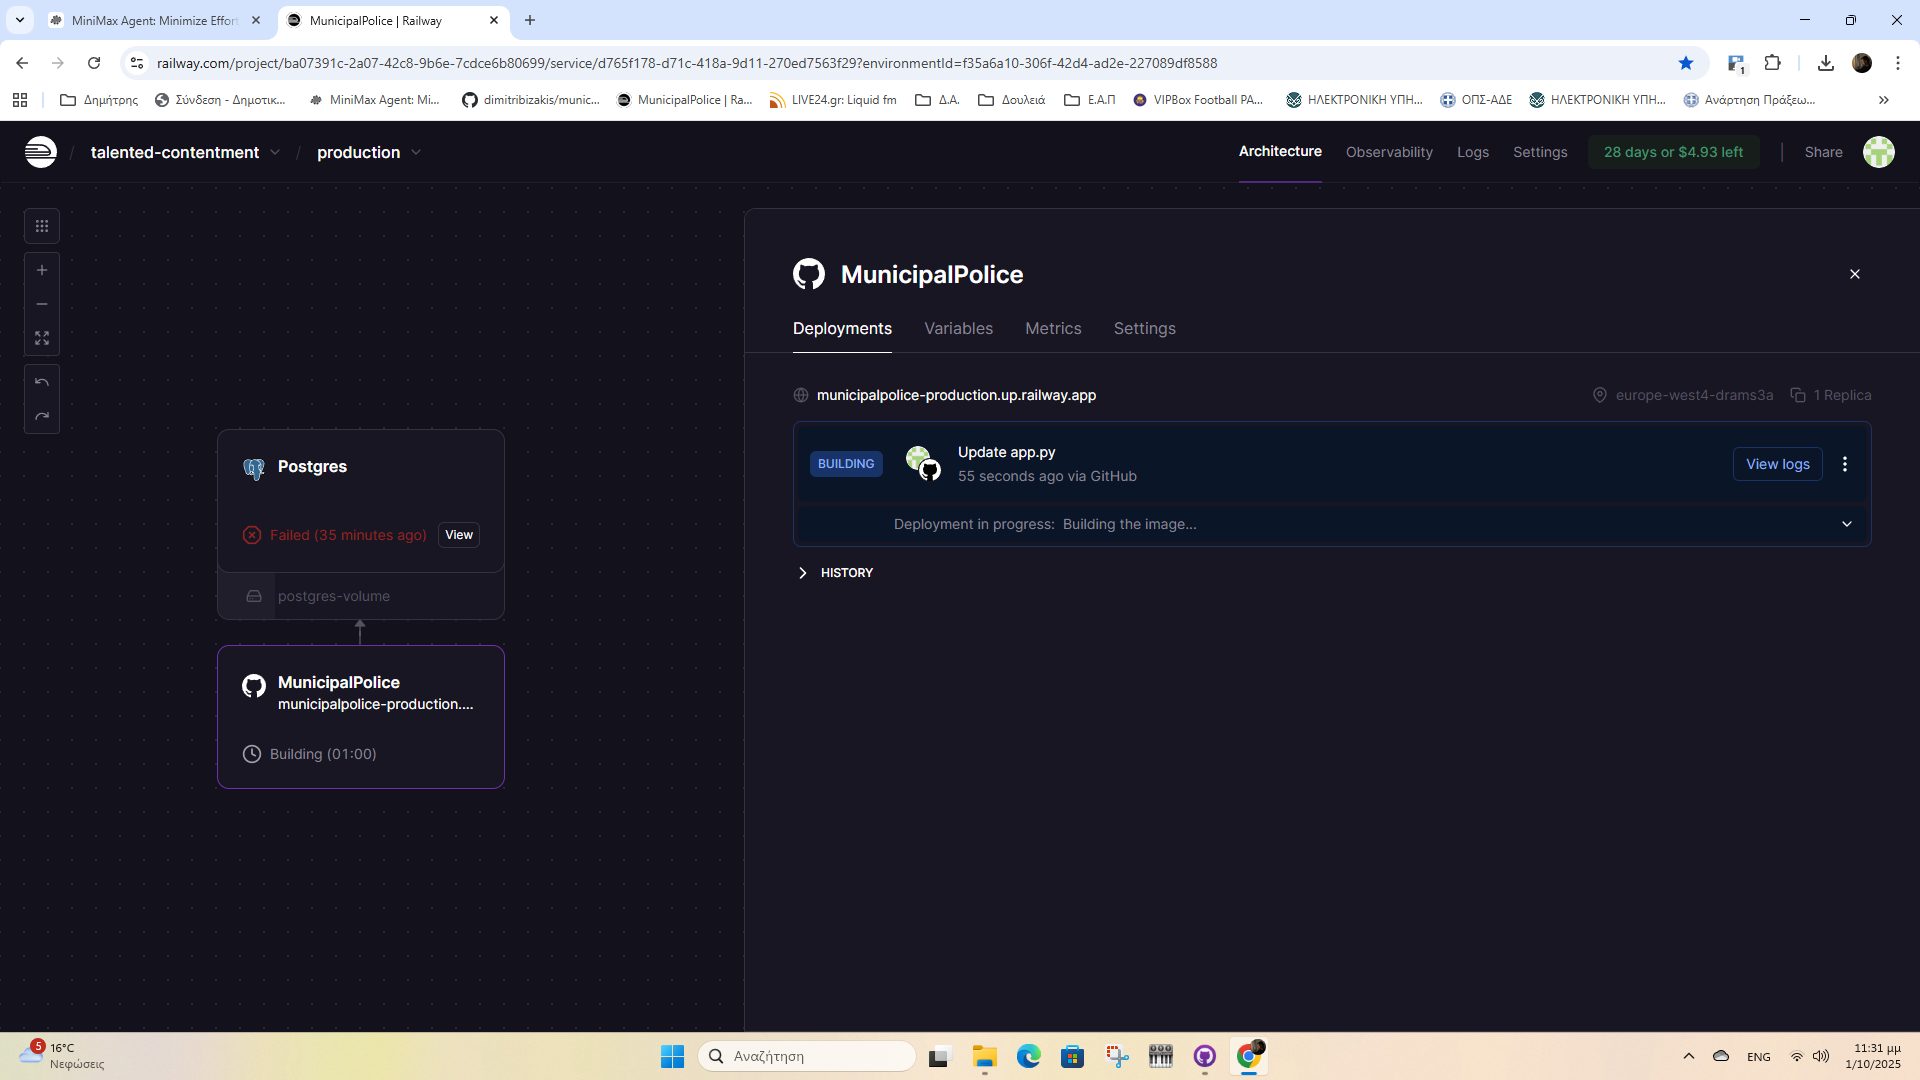 MiniMax Agent: Minimize Effort
MunicipalPolice | Railway
railway.com/project/ba07391c-2a07-42c8-9b6e-7cdce6b80699/service/d765f178-d71c-418a-9d11-270ed7563f29?environmentId=f35a6a10-306f-42d4-ad2e-227089df8588
1
Δημήτρης
Σύνδεση - Δημοτικ...
MiniMax Agent: Mi...
dimitribizakis/munic...
MunicipalPolice | Ra...
LIVE24.gr: Liquid fm
Δ.Α.
Δουλειά
Ε.Α.Π
VIPBox Football PA...
ΗΛΕΚΤΡΟΝΙΚΗ ΥΠΗ...
ΟΠΣ-ΑΔΕ
ΗΛΕΚΤΡΟΝΙΚΗ ΥΠΗ...
Ανάρτηση Πράξεω...
/ talented-contentment / production
Architecture
Observability
Logs
Settings
28 days or $4.93 left
Share
MunicipalPolice
Deployments
Variables
Metrics
Settings
municipalpolice-production.up.railway.app
europe-west4-drams3a
1 Replica
BUILDING
Update app.py
55 seconds ago via GitHub
View logs
Deployment in progress: Building the image...
HISTORY
Postgres
Failed (35 minutes ago)
View
postgres-volume
MunicipalPolice
municipalpolice-production....
Building (01:00)
5
16°C
Νεφώσεις
Αναζήτηση
ENG
11:31 μμ
1/10/2025